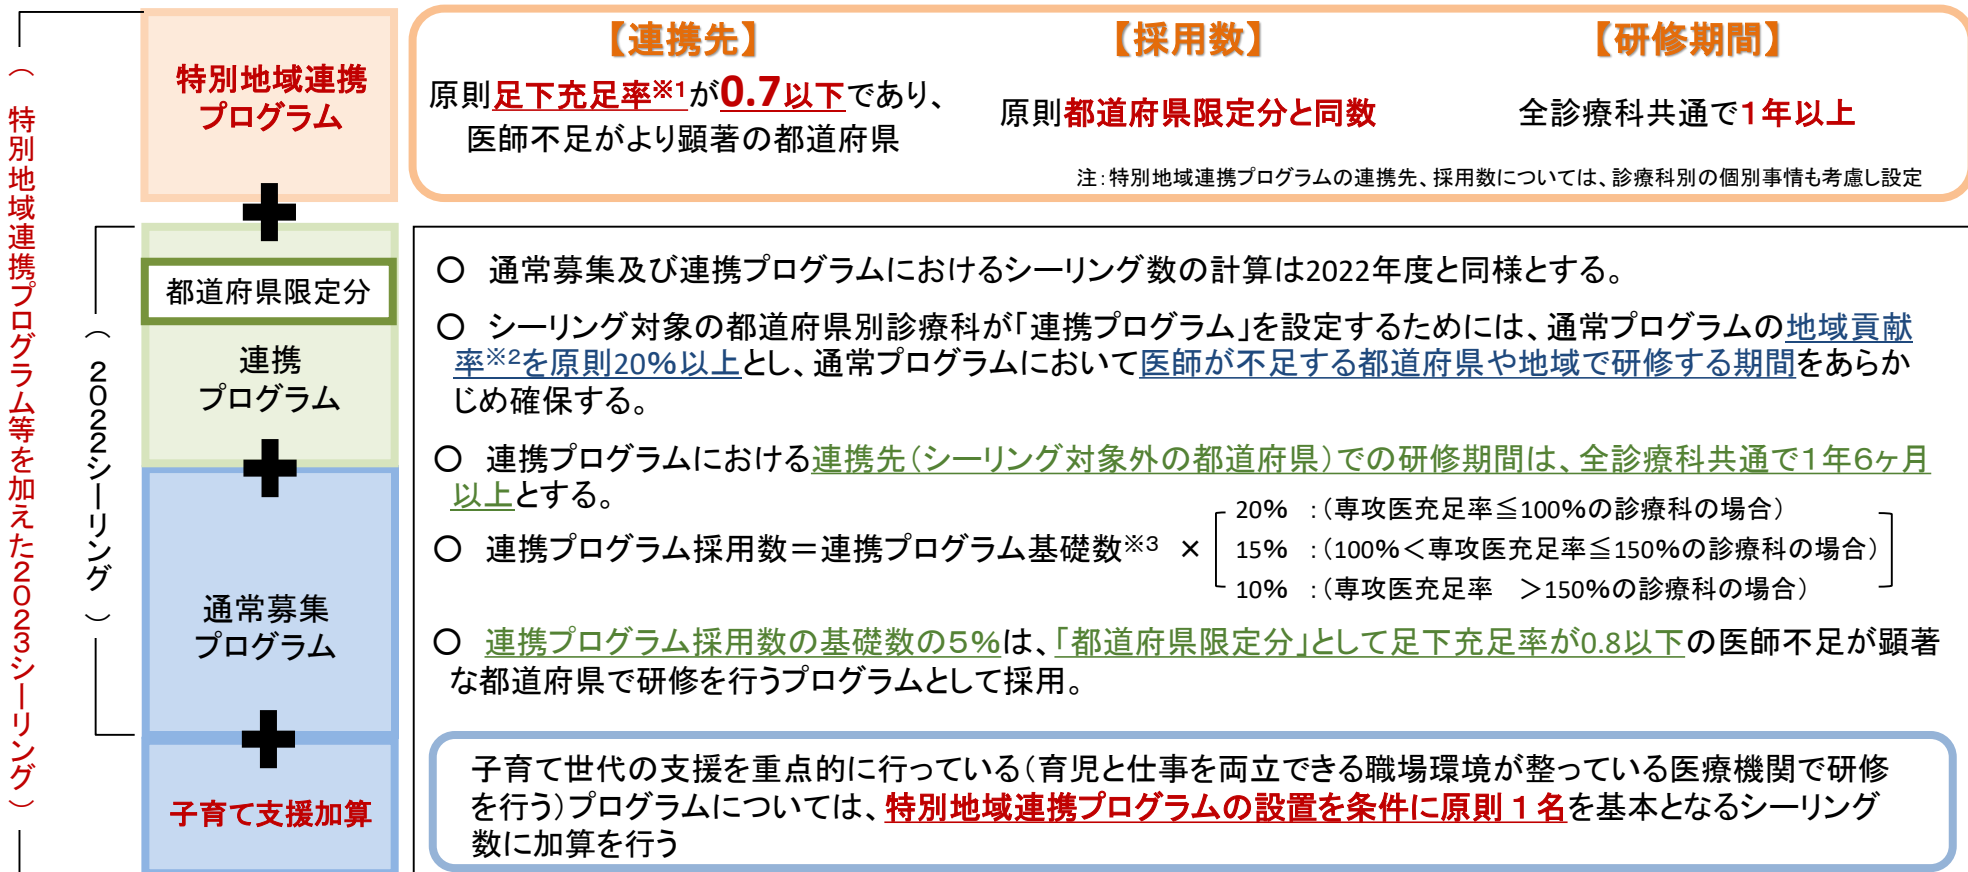 （特別地域連携プログラム等を加えた２０２３シーリング）
（２０２２シーリング）
特別地域連携
プログラム
都道府県限定分
連携
プログラム
通常募集
プログラム
子育て支援加算
【連携先】
原則足下充足率※1が0.7以下であり、
医師不足がより顕著の都道府県
【採用数】
原則都道府県限定分と同数
【研修期間】
全診療科共通で１年以上
注：特別地域連携プログラムの連携先、採用数については、診療科別の個別事情も考慮し設定
〇　通常募集及び連携プログラムにおけるシーリング数の計算は2022年度と同様とする。
〇　シーリング対象の都道府県別診療科が「連携プログラム」を設定するためには、通常プログラムの地域貢献
率※2を原則20%以上とし、通常プログラムにおいて医師が不足する都道府県や地域で研修する期間をあらか
じめ確保する。
〇　連携プログラムにおける連携先（シーリング対象外の都道府県）での研修期間は、全診療科共通で１年６ヶ月
以上とする。
〇　連携プログラム採用数＝連携プログラム基礎数※3　×
20%　：（専攻医充足率≦100%の診療科の場合）
15%　：（100%＜専攻医充足率≦150%の診療科の場合）
10%　：（専攻医充足率　＞150%の診療科の場合）
〇　連携プログラム採用数の基礎数の５％は、「都道府県限定分」として足下充足率が0.8以下の医師不足が顕著
な都道府県で研修を行うプログラムとして採用。
子育て世代の支援を重点的に行っている（育児と仕事を両立できる職場環境が整っている医療機関で研修
を行う）プログラムについては、特別地域連携プログラムの設置を条件に原則１名を基本となるシーリング
数に加算を行う